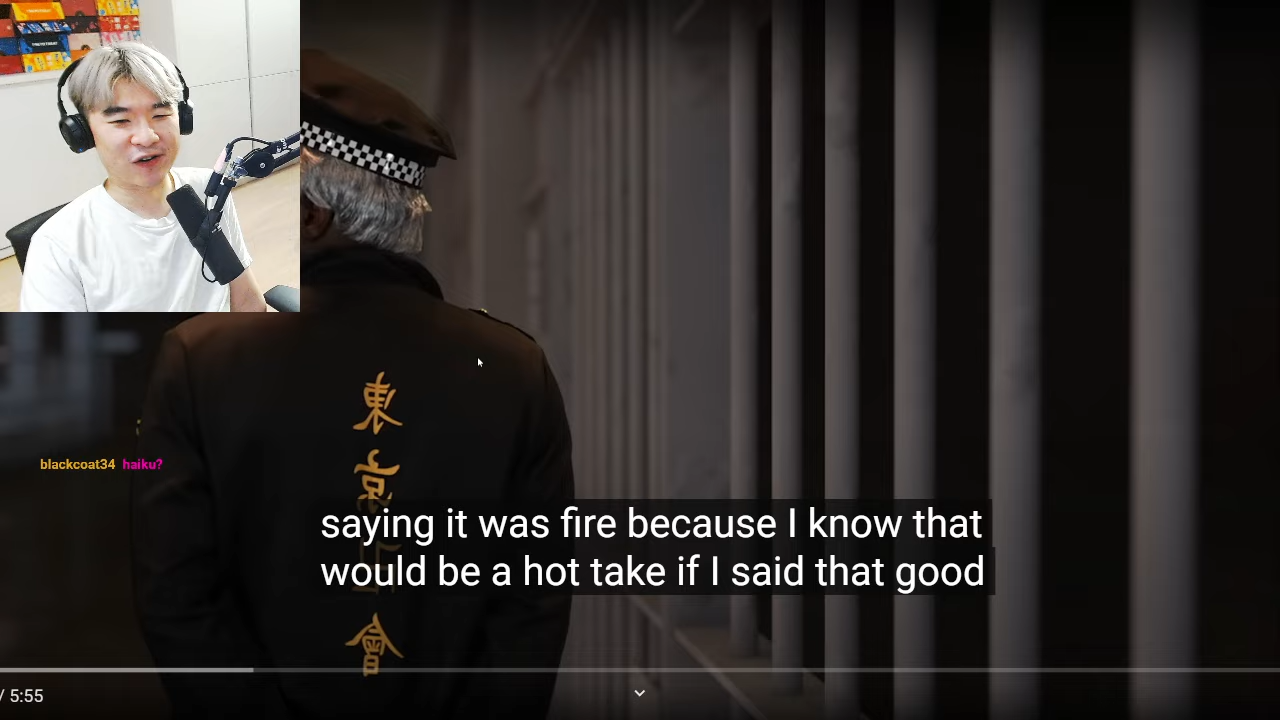 東
京
會
blackcoat34 haiku?
saying it was fire because I know that
would be a hot take if I said that good
/ 5:55